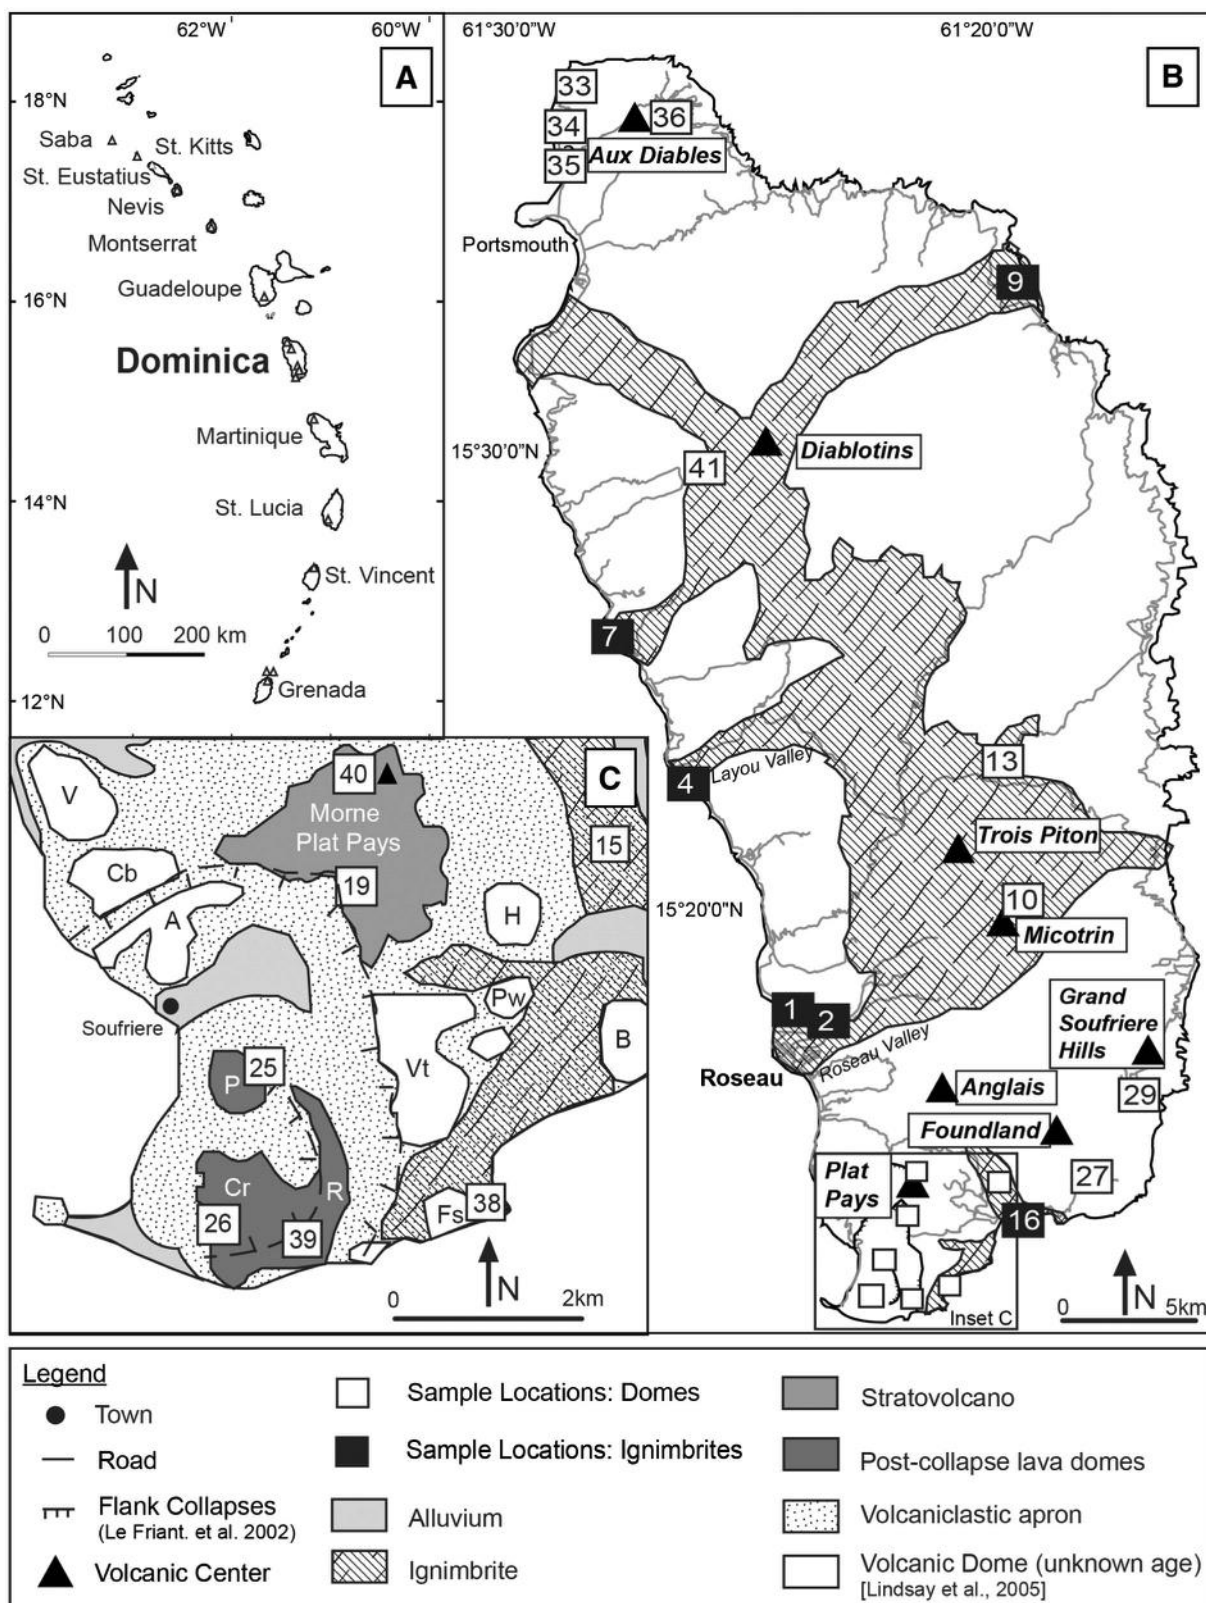 62°W
60°W
A
18°N
Saba
St. Kitts
St. Eustatius
Nevis
Montserrat
Guadeloupe
16°N
Dominica
Martinique
14°N
St. Lucia
St. Vincent
N
0 100 200 km
Grenada
12°N
61°30'0"W
61°20'0"W
B
33
34
36
35
Aux Diables
Portsmouth
9
15°30'0"N
41
Diablotins
7
13
Layou Valley
4
Trois Piton
15°20'0"N
10
Micotrin
1
2
Grand
Soufriere
Hills
Roseau Valley
Roseau
Anglais
29
Foundland
Plat
Pays
27
16
N
0 5km
Inset C
C
V
40
Morne
Plat Pays
15
Cb
19
A
H
Pw
Soufriere
B
P
25
Vt
Cr
R
26
39
Fs
38
N
0 2km
Legend
Town
Road
Flank Collapses
(Le Friant. et al. 2002)
Volcanic Center
Sample Locations: Domes
Sample Locations: Ignimbrites
Alluvium
Ignimbrite
Stratovolcano
Post-collapse lava domes
Volcaniclastic apron
Volcanic Dome (unknown age)
[Lindsay et al., 2005]